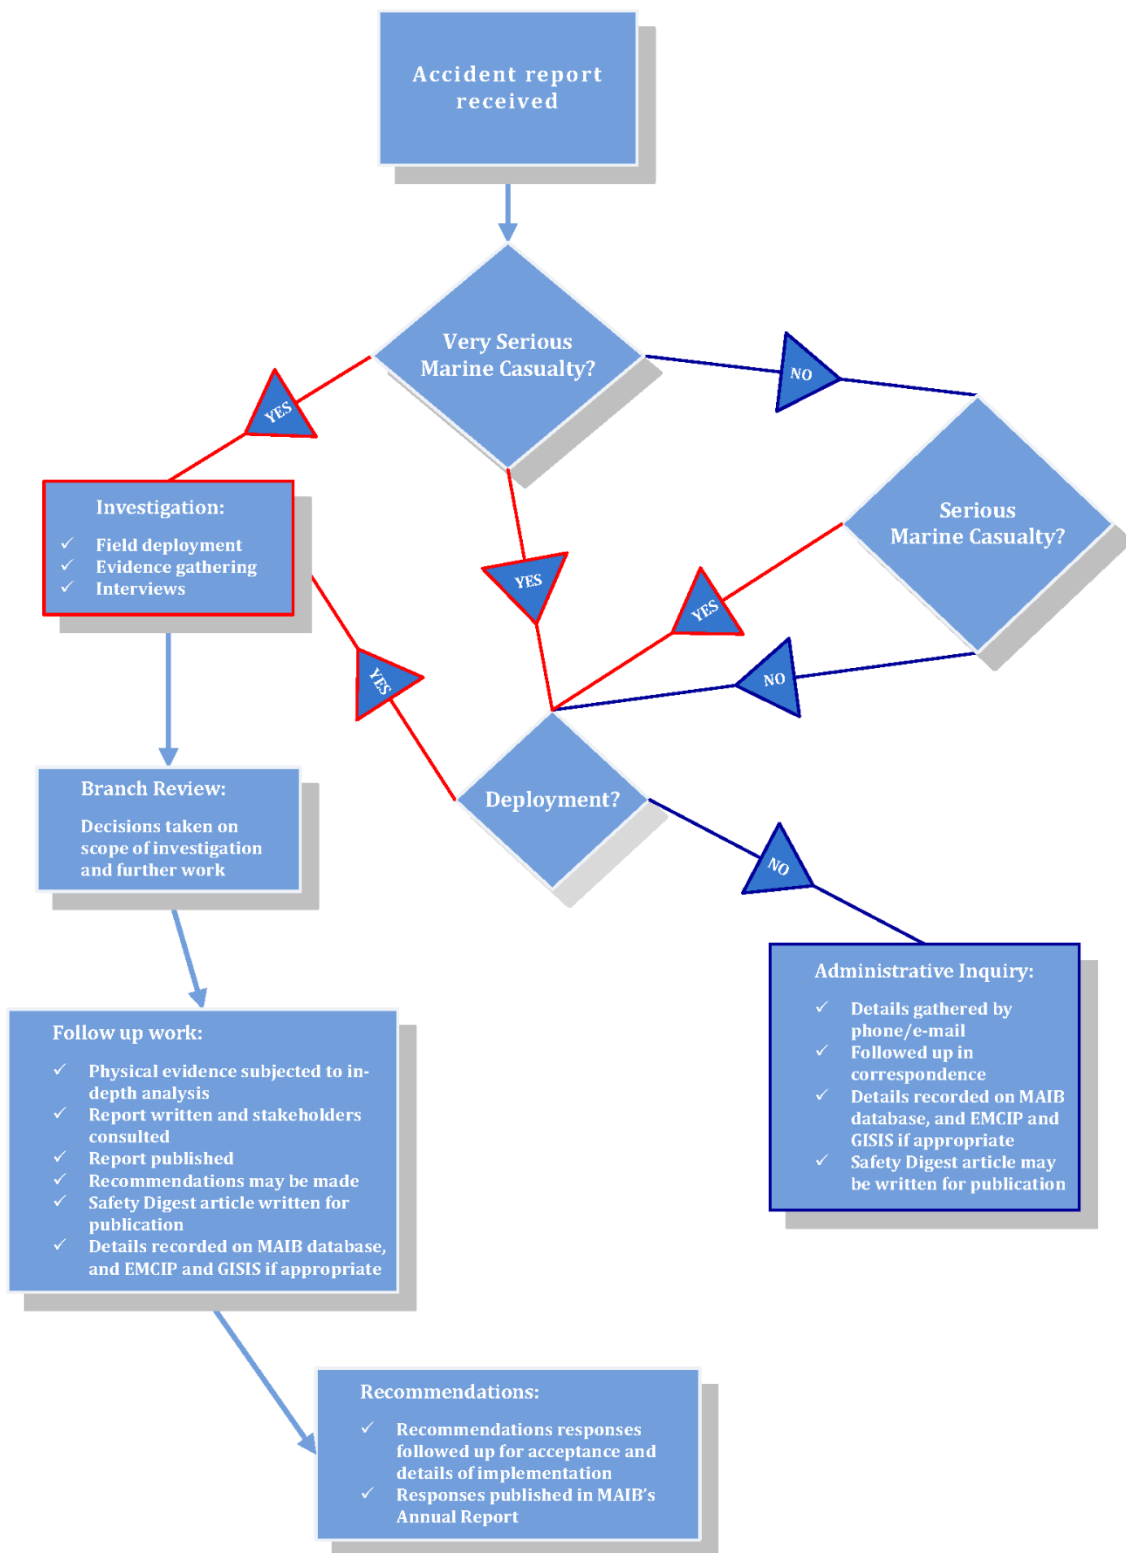 Accident report
received
Very Serious
Marine Casualty?
NO
YES
Investigation:
✓ Field deployment
✓ Evidence gathering
✓ Interviews
YES
Serious
Marine Casualty?
YES
NO
YES
Deployment?
NO
Branch Review:
Decisions taken on
scope of investigation
and further work
Administrative Inquiry:
✓ Details gathered by
phone/e-mail
✓ Followed up in
correspondence
✓ Details recorded on MAIB
database, and EMCIP and
GISIS if appropriate
✓ Safety Digest article may
be written for publication
Follow up work:
✓ Physical evidence subjected to in-
depth analysis
✓ Report written and stakeholders
consulted
✓ Report published
✓ Recommendations may be made
✓ Safety Digest article written for
publication
✓ Details recorded on MAIB database,
and EMCIP and GISIS if appropriate
Recommendations:
✓ Recommendations responses
followed up for acceptance and
details of implementation
✓ Responses published in MAIB's
Annual Report